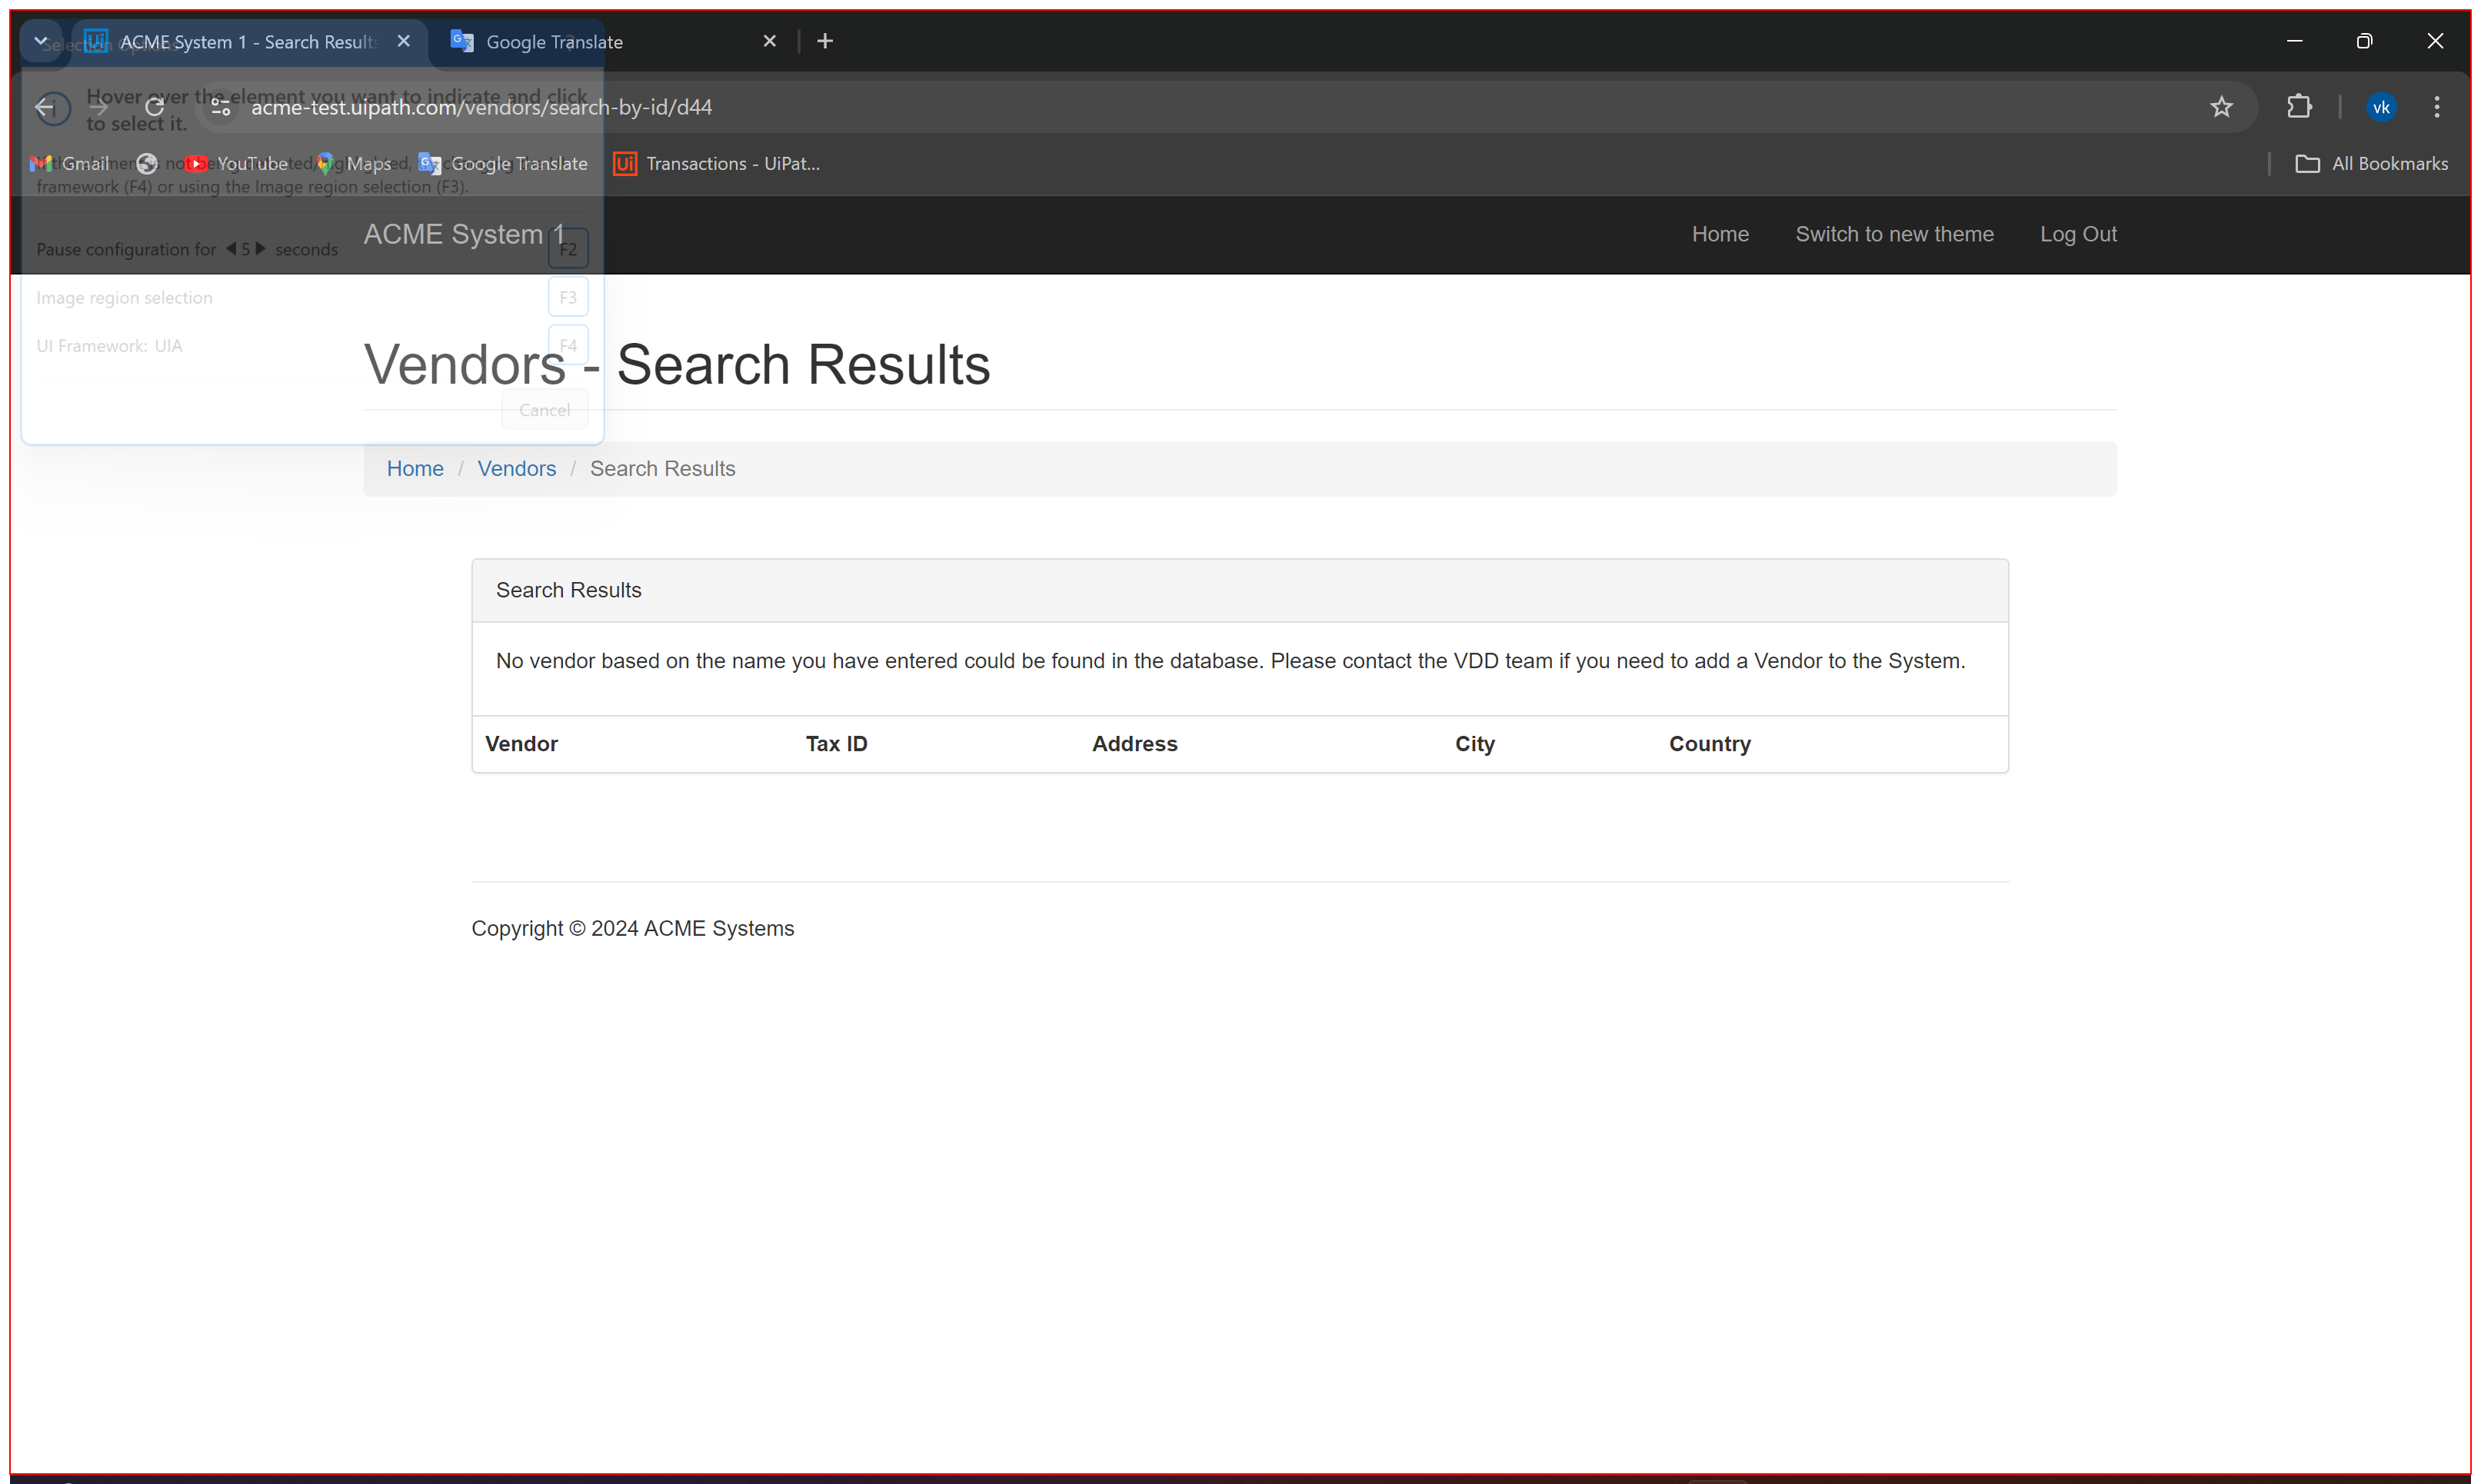 Selection Options
ACME System 1 - Search Results
Google Translate
Hover over the element you want to indicate and click
to select it.
acme-test.uipath.com/vendors/search-by-id/d44
vk
Gmail
YouTube
Maps
Google Translate
Transactions - UiPat...
All Bookmarks
framework (F4) or using the Image region selection (F3).
Pause configuration for 5 seconds
F2
ACME System 1
Home
Switch to new theme
Log Out
Image region selection
F3
UI Framework: UIA
F4
Vendors - Search Results
Cancel
Home / Vendors / Search Results
Search Results
No vendor based on the name you have entered could be found in the database. Please contact the VDD team if you need to add a Vendor to the System.
Vendor Tax ID Address City Country
Copyright © 2024 ACME Systems